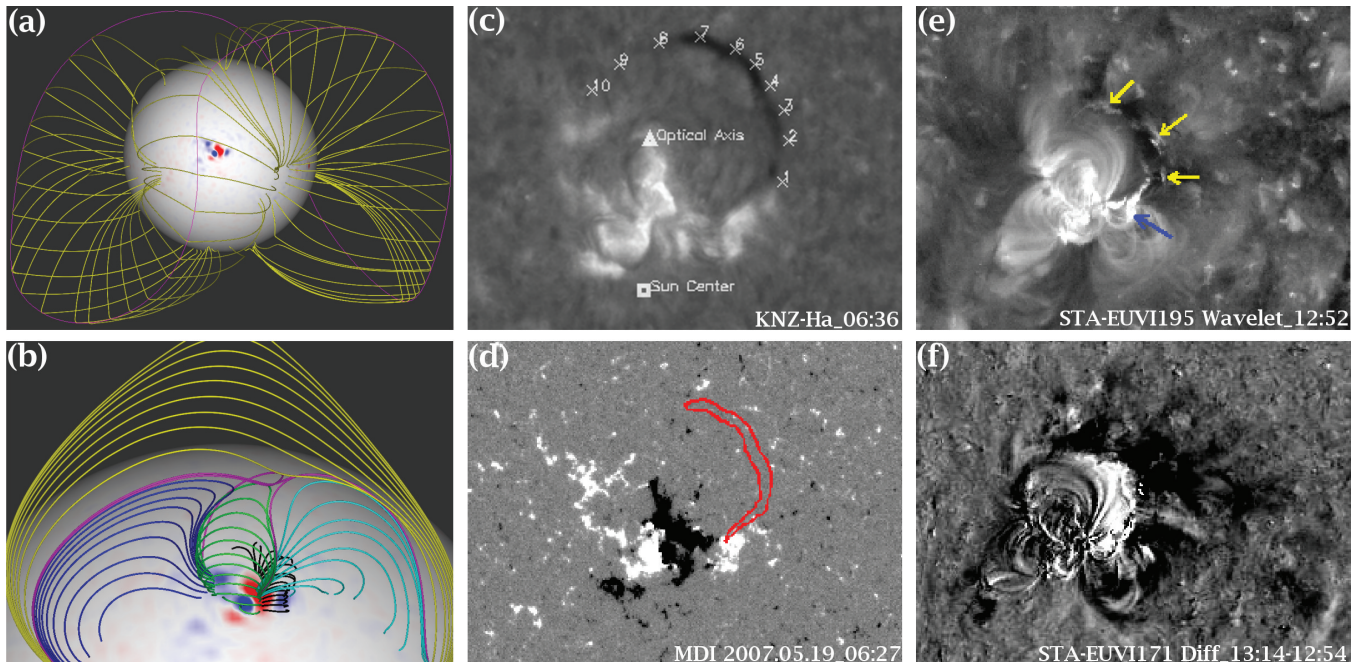 (a)
(c)
8
7
6
9
5
10
4
3
Optical Axis
2
1
Sun Center
KNZ-Ha_06:36
(e)
STA-EUVI195 Wavelet_12:52
(b)
(d)
MDI 2007.05.19_06:27
(f)
STA-EUVI171 Diff_13:14-12:54